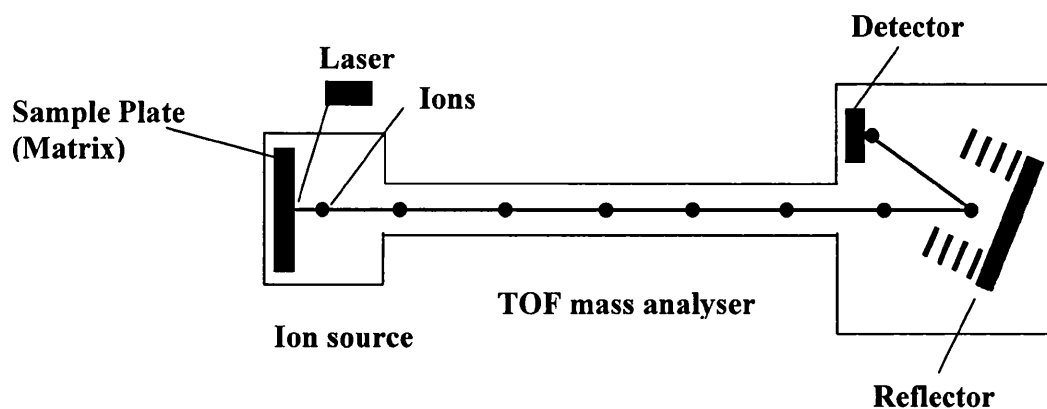 Detector
Laser
Ions
Sample Plate
(Matrix)
TOF mass analyser
Ion source
Reflector